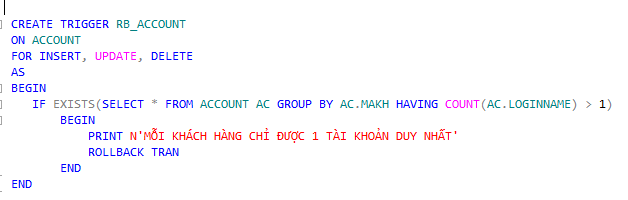 CREATE TRIGGER RB_ACCOUNT
ON ACCOUNT
FOR INSERT, UPDATE, DELETE
AS
BEGIN
IF EXISTS(SELECT * FROM ACCOUNT AC GROUP BY AC.MAKH HAVING COUNT(AC.LOGINNAME) > 1)
BEGIN
PRINT N'MỖI KHÁCH HÀNG CHỈ ĐƯỢC 1 TÀI KHOẢN DUY NHẤT'
ROLLBACK TRAN
END
END